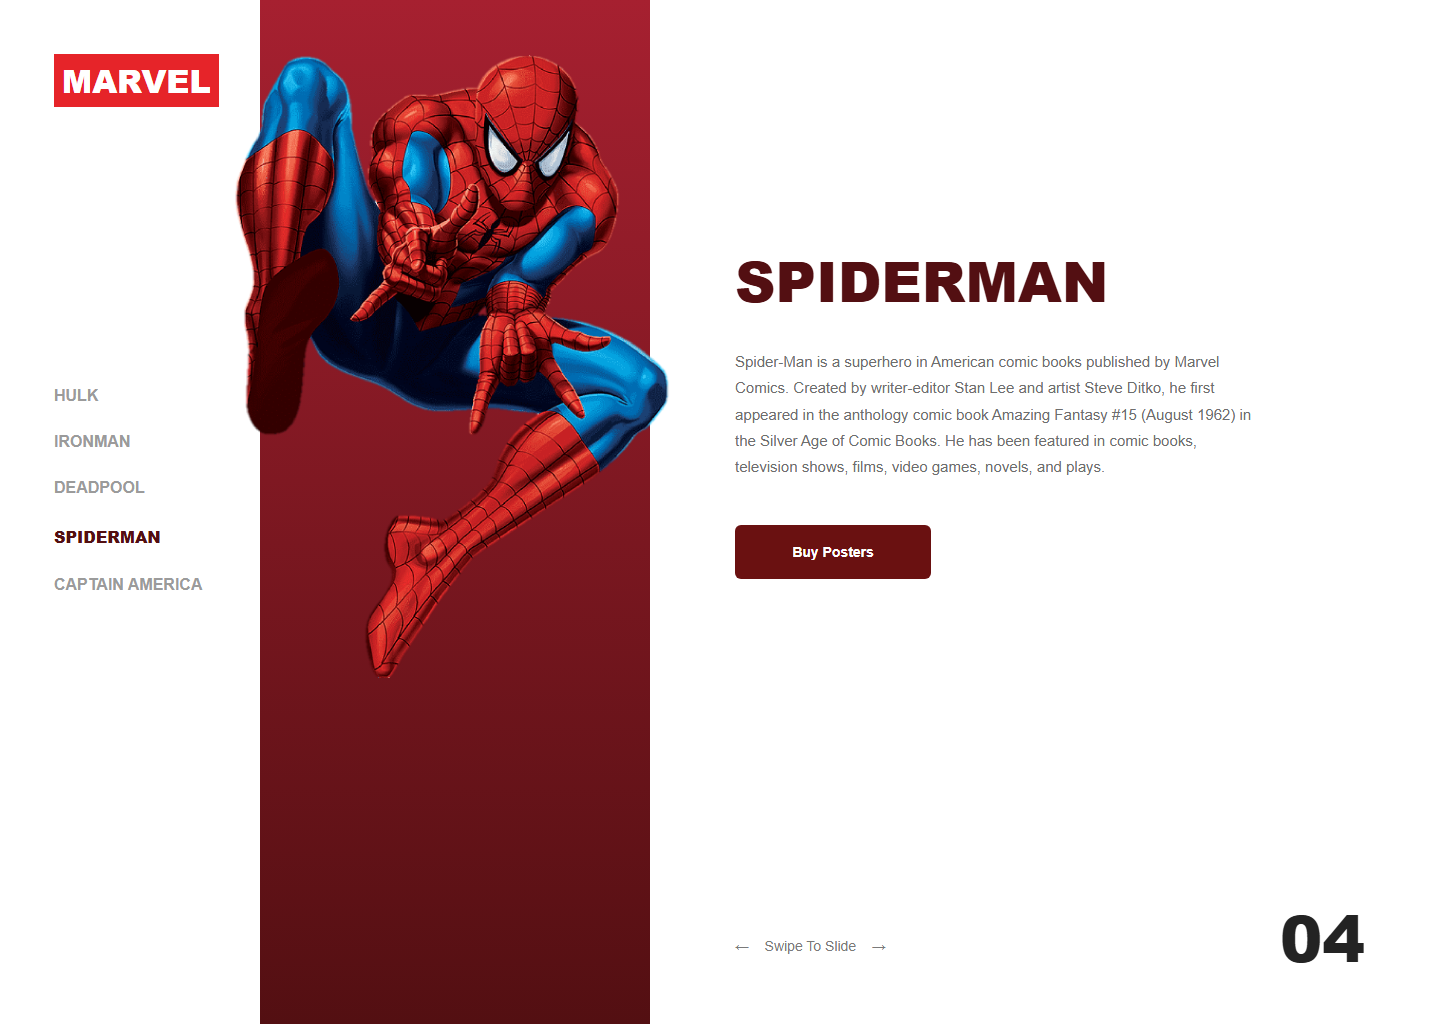 MARVEL
HULK
IRONMAN
DEADPOOL
SPIDERMAN
CAPTAIN AMERICA
SPIDERMAN
Spider-Man is a superhero in American comic books published by Marvel
Comics. Created by writer-editor Stan Lee and artist Steve Ditko, he first
appeared in the anthology comic book Amazing Fantasy #15 (August 1962) in
the Silver Age of Comic Books. He has been featured in comic books,
television shows, films, video games, novels, and plays.
Buy Posters
← Swipe To Slide →
04